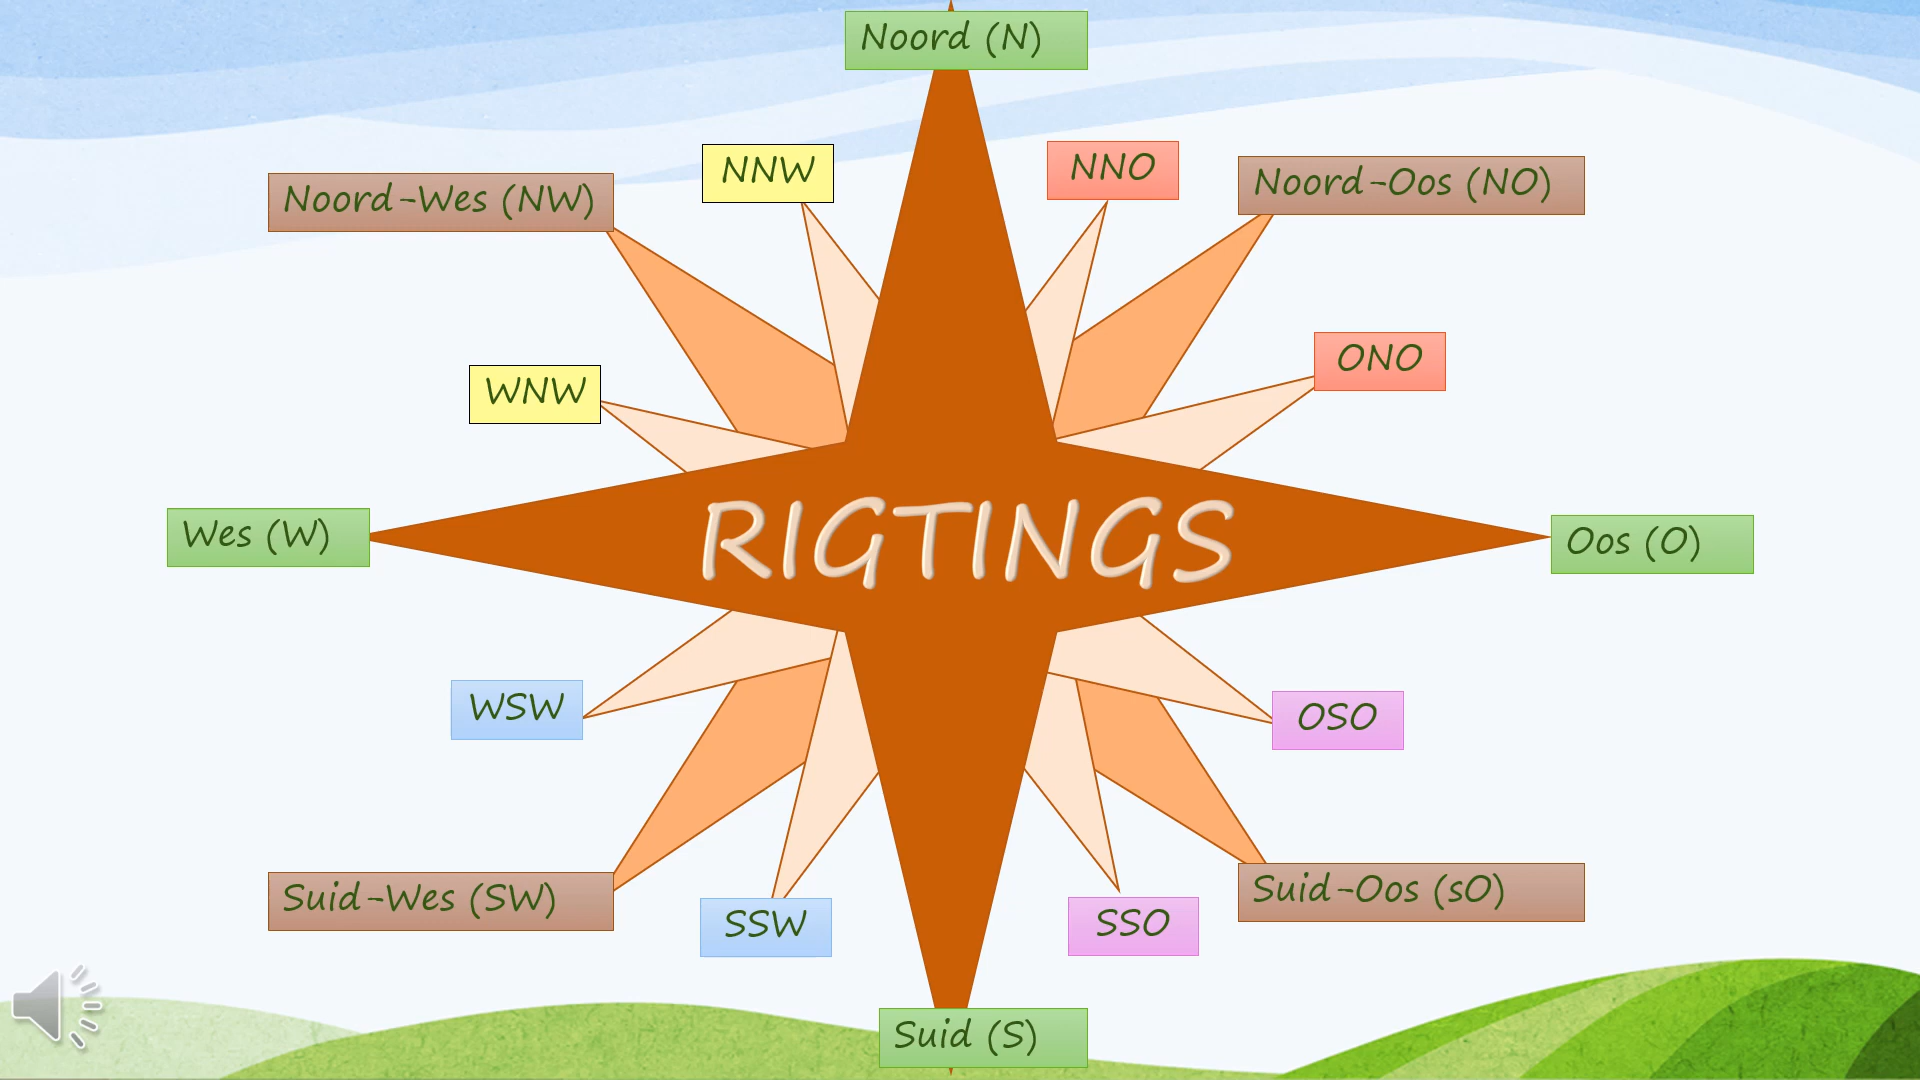 Noord (N)
NNW
NNO
Noord-Oos (NO)
Noord-Wes (NW)
ONO
WNW
RIGTINGS
Wes (W)
Oos (O)
WSW
OSO
Suid-Wes (SW)
Suid-Oos (sO)
SSW
SSO
Suid (S)